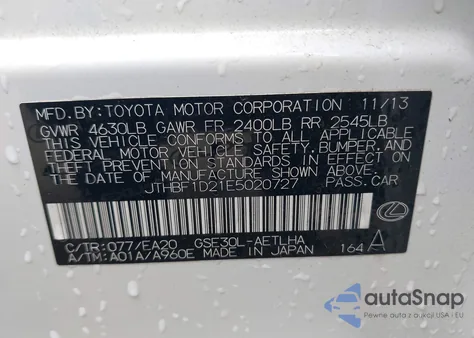 MFD.BY:TOYOTA MOTOR CORPORATION 11/13
GVWR 4630LB GAWR FR 2400LB RR 2545LB
THIS VEHICLE CONFORMS TO ALL APPLICABLE
FEDERAL MOTOR VEHICLE SAFETY, BUMPER, AND
THEFT PREVENTION STANDARDS IN EFFECT ON
THE DATE OF MANUFACTURE SHOWN ABOVE.
JTHBF1D21E5020727 PASS.CAR
C/TR:077/EA20 GSE30L-AETLHA
A/TM:A01A/A960E MADE IN JAPAN 164 A
autoSnap
Pewne auta z aukcji USA i EU